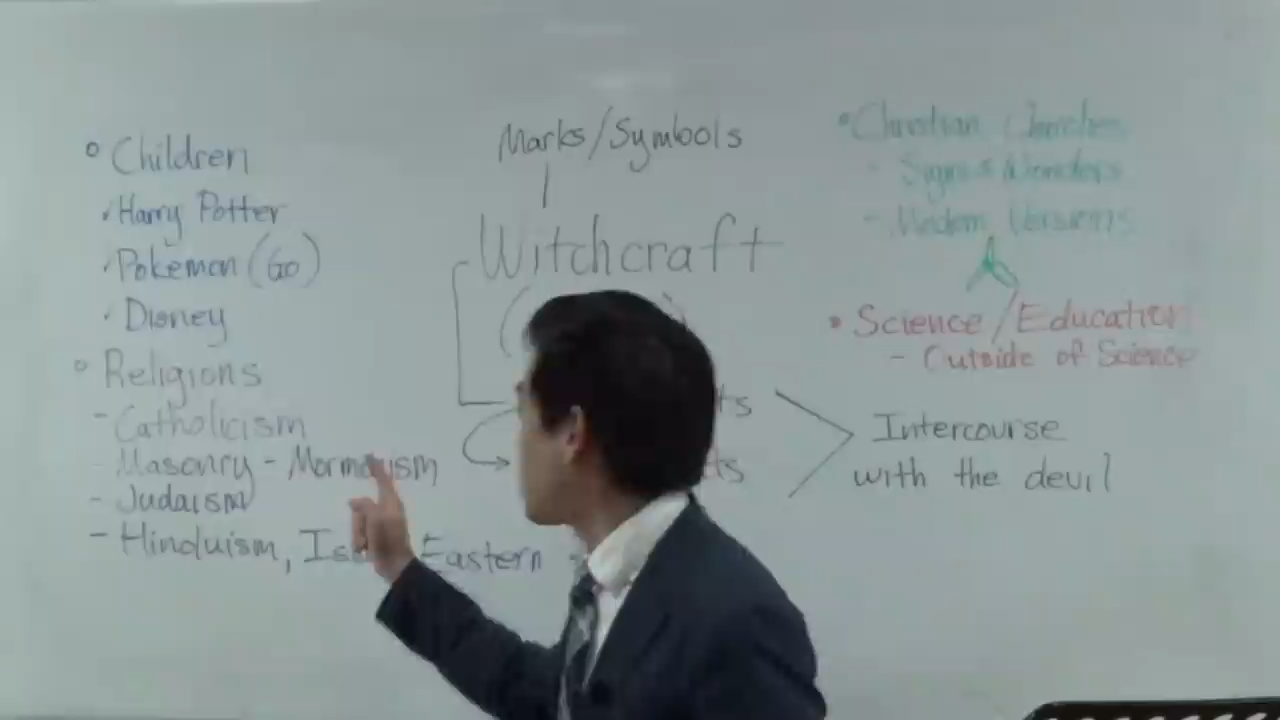 Children
Harry Potter
Pokemon (Go)
Disney
Religions
- Catholicism
- Masonry - Mormonism
- Judaism
- Hinduism, Eastern
Marks/Symbols
Witchcraft
Christian Churches
- Signs & Wonders
- Modern Versions
Science/Education
- Outside of Science
Intercourse
with the devil